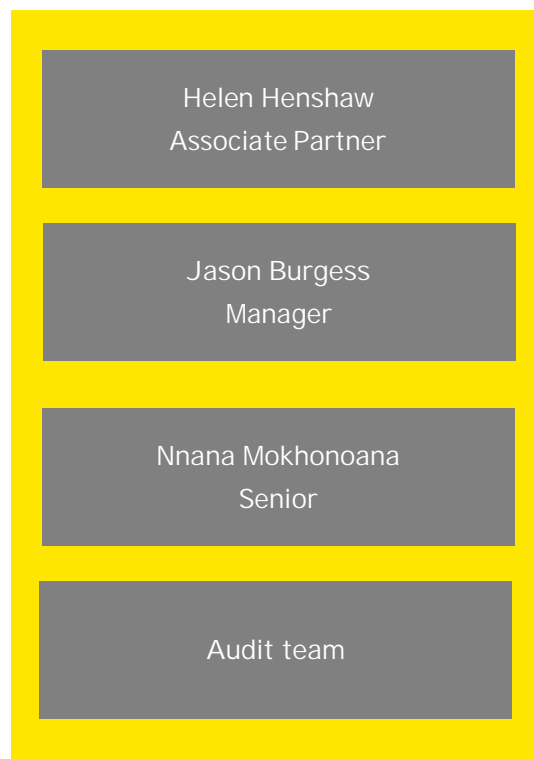 Helen Henshaw
Associate Partner
Jason Burgess
Manager
Nnana Mokhonoana
Senior
Audit team